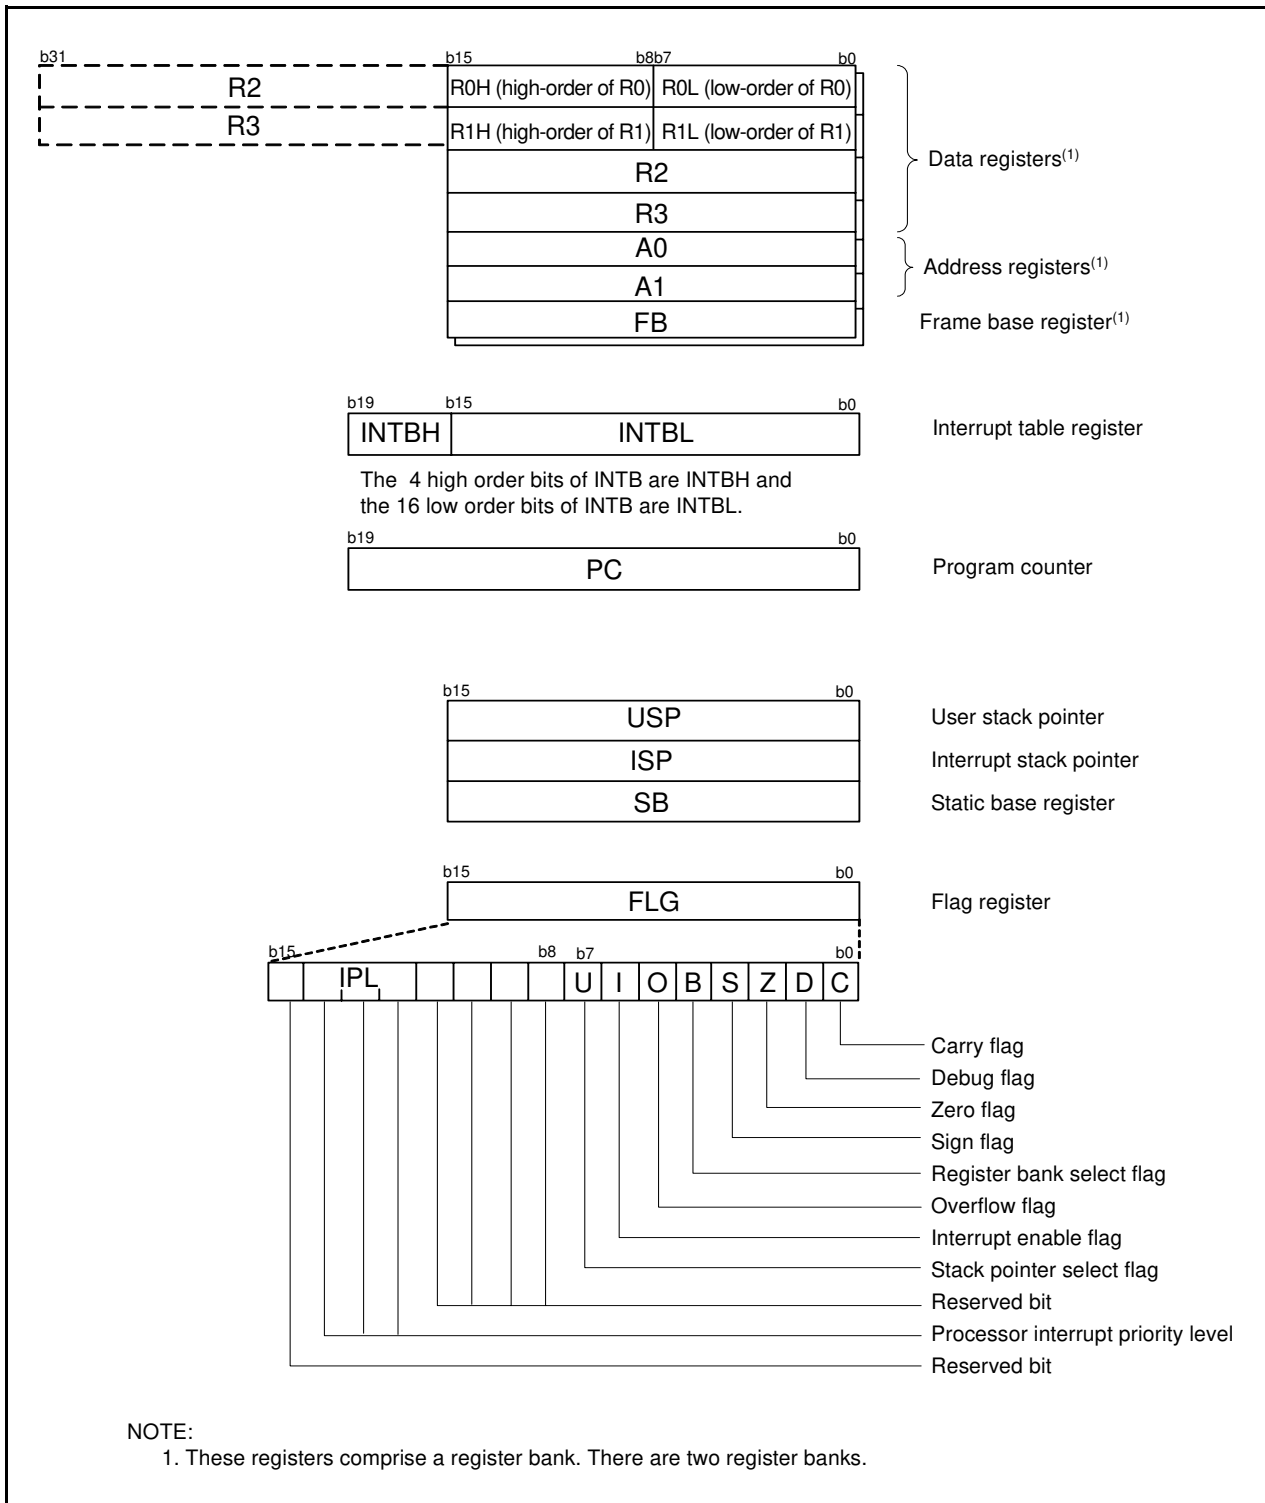 b31 b15 b8b7 b0
R2 R0H (high-order of R0) R0L (low-order of R0)
R3 R1H (high-order of R1) R1L (low-order of R1)
R2
R3
Data registers(1)
A0
A1
Address registers(1)
FB Frame base register(1)
b19 b15 b0
INTBH INTBL Interrupt table register
The 4 high order bits of INTB are INTBH and
the 16 low order bits of INTB are INTBL.
b19 b0
PC Program counter
b15 b0
USP User stack pointer
ISP Interrupt stack pointer
SB Static base register
b15 b0
FLG Flag register
b15 b8 b7 b0
IPL U I O B S Z D C
Carry flag
Debug flag
Zero flag
Sign flag
Register bank select flag
Overflow flag
Interrupt enable flag
Stack pointer select flag
Reserved bit
Processor interrupt priority level
Reserved bit
NOTE:
1. These registers comprise a register bank. There are two register banks.